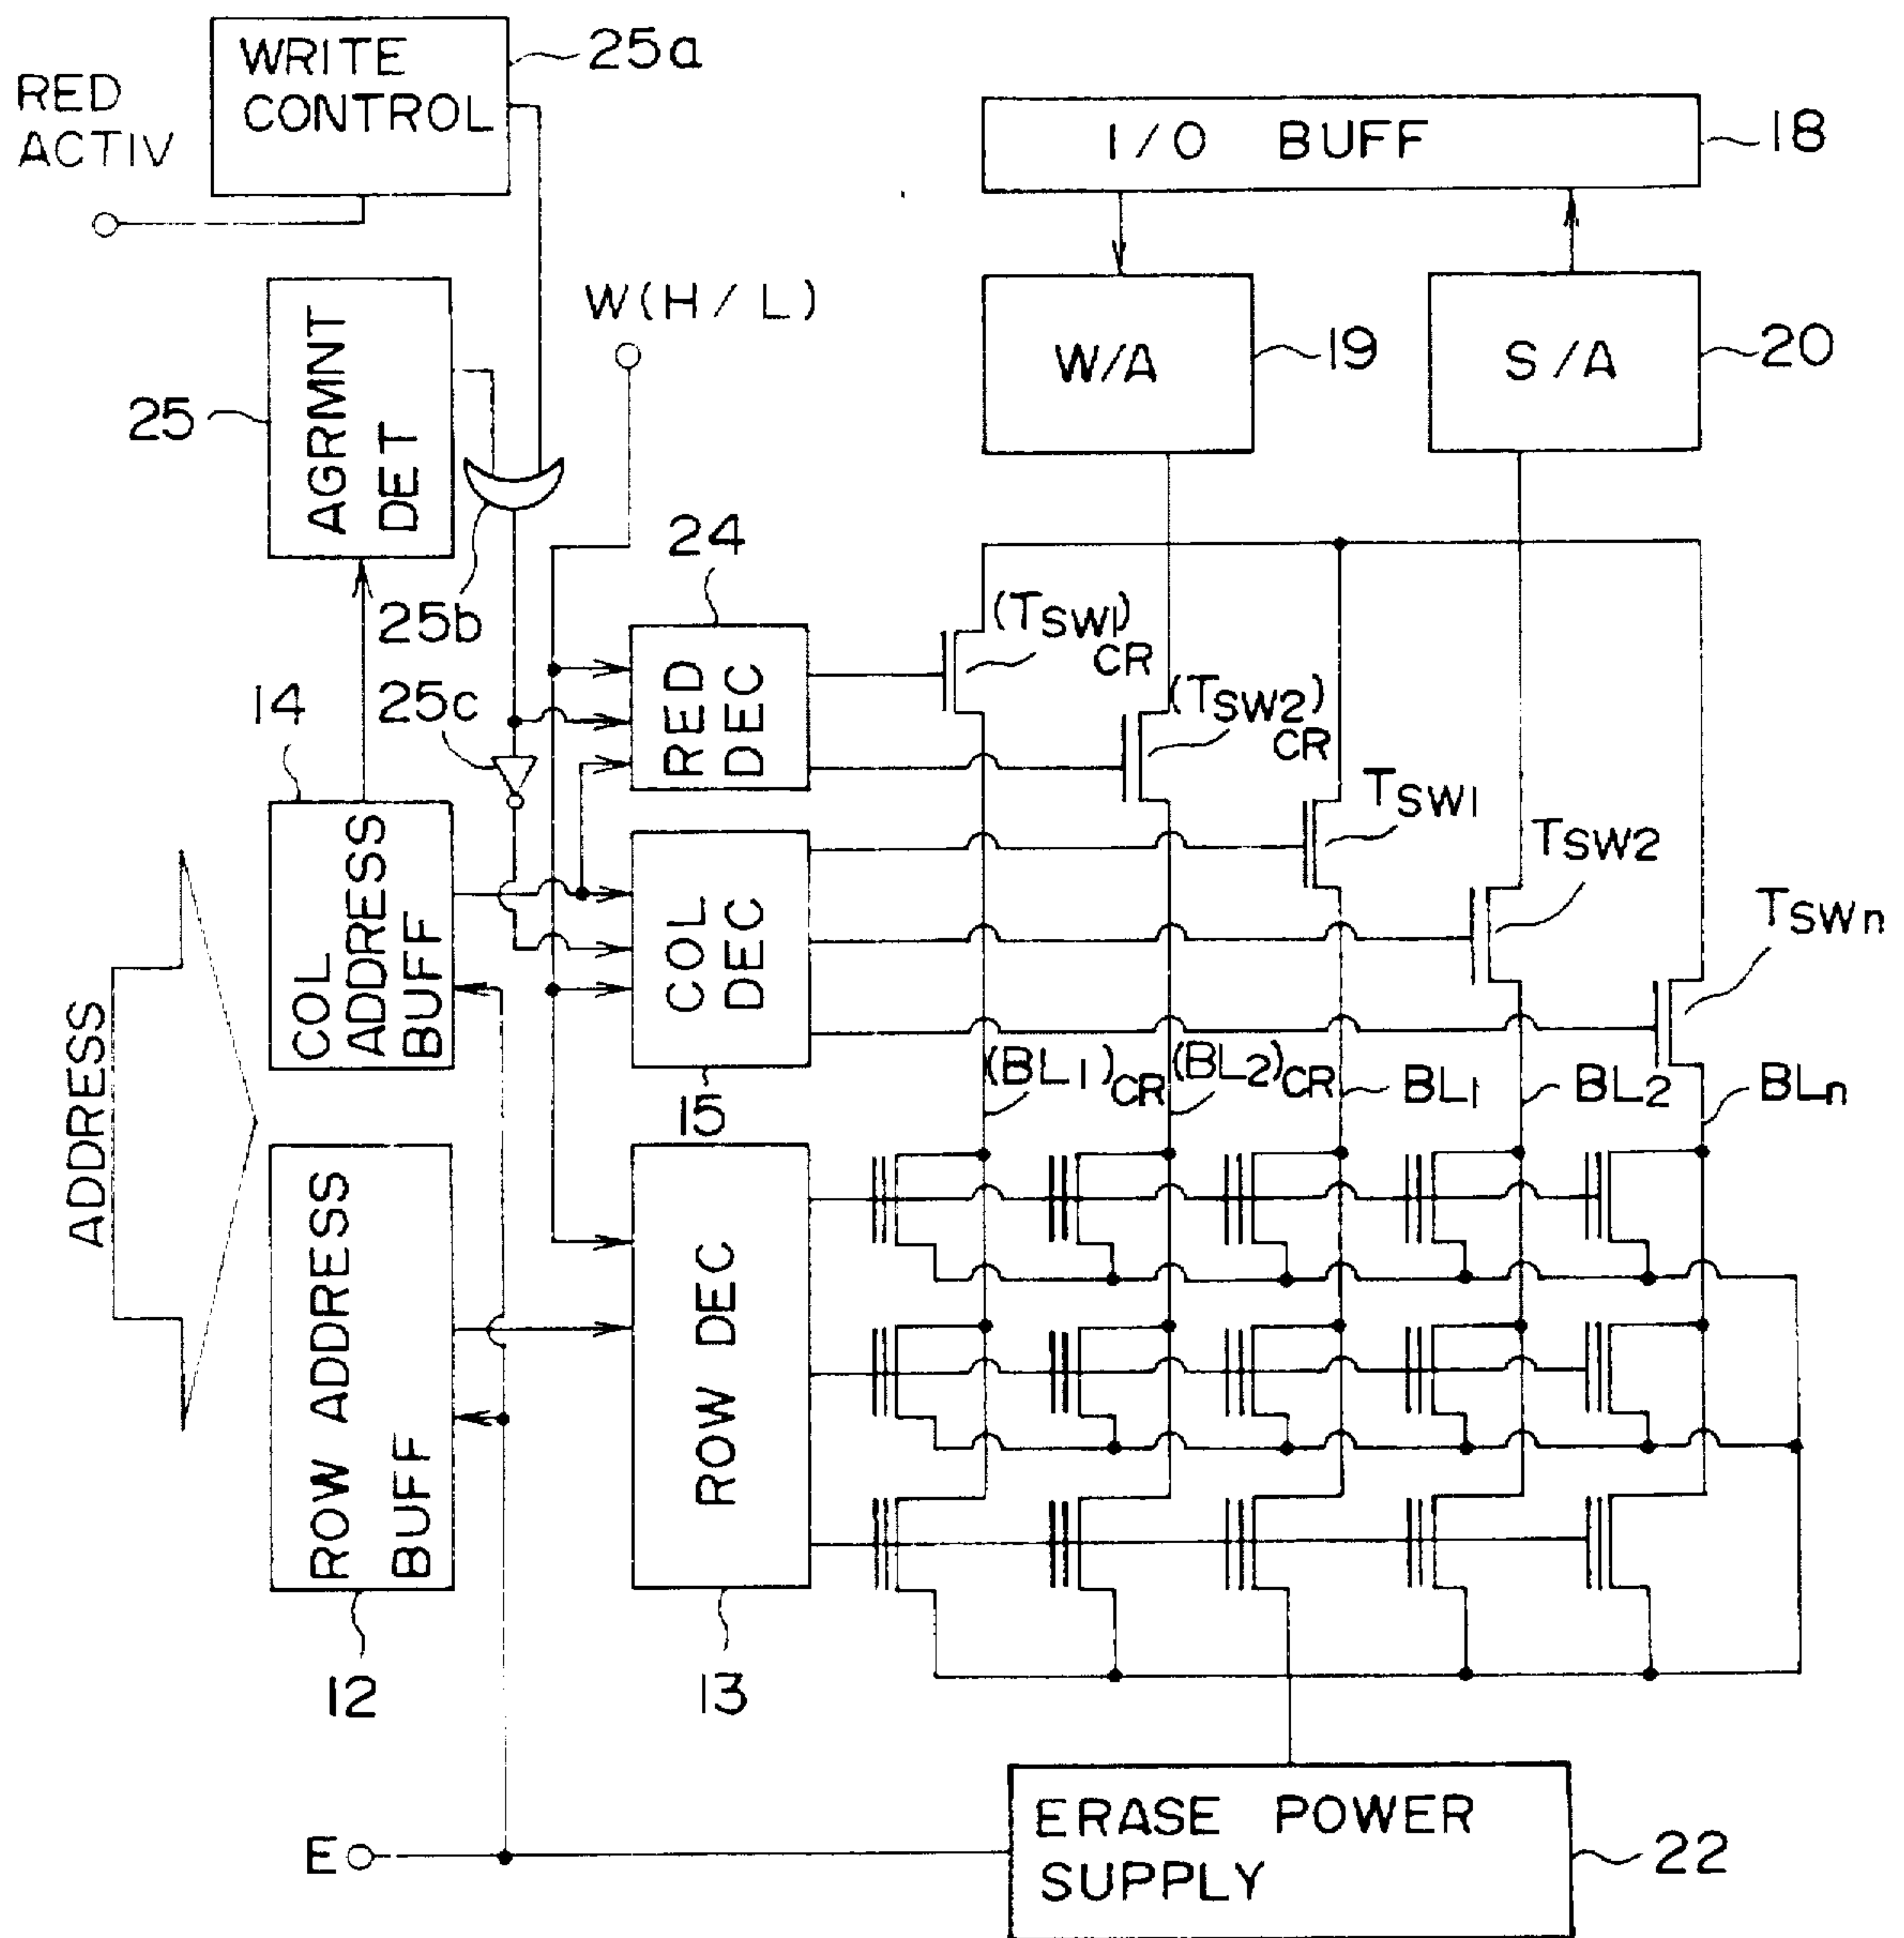 WRITE
CONTROL
25a
RED
ACTIV
I/O BUFF
18
W(H/L)
AGRMNT
DET
25
W/A
19
S/A
20
24
25b
(TSW1)CR
RED
DEC
25c
14
(TSW2)CR
TSW1
TSW2
TSWn
COL
ADDRESS
BUFF
COL
DEC
ADDRESS
15
(BL1)CR
(BL2)CR
BL1
BL2
BLn
ROW ADDRESS
BUFF
ROW DEC
12
13
E
ERASE POWER
SUPPLY
22